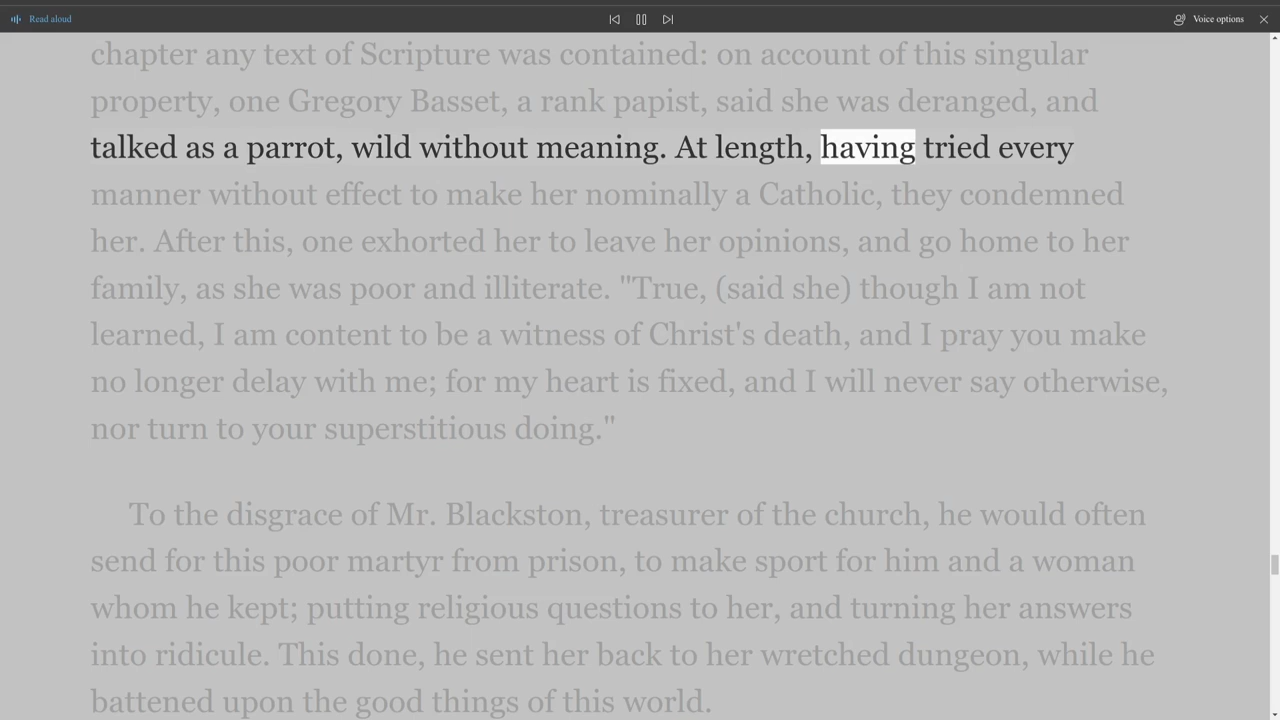 Read aloud
Voice options
chapter any text of Scripture was contained: on account of this singular
property, one Gregory Basset, a rank papist, said she was deranged, and
talked as a parrot, wild without meaning. At length, having tried every
manner without effect to make her nominally a Catholic, they condemned
her. After this, one exhorted her to leave her opinions, and go home to her
family, as she was poor and illiterate. "True, (said she) though I am not
learned, I am content to be a witness of Christ's death, and I pray you make
no longer delay with me; for my heart is fixed, and I will never say otherwise,
nor turn to your superstitious doing."
To the disgrace of Mr. Blackston, treasurer of the church, he would often
send for this poor martyr from prison, to make sport for him and a woman
whom he kept; putting religious questions to her, and turning her answers
into ridicule. This done, he sent her back to her wretched dungeon, while he
battened upon the good things of this world.